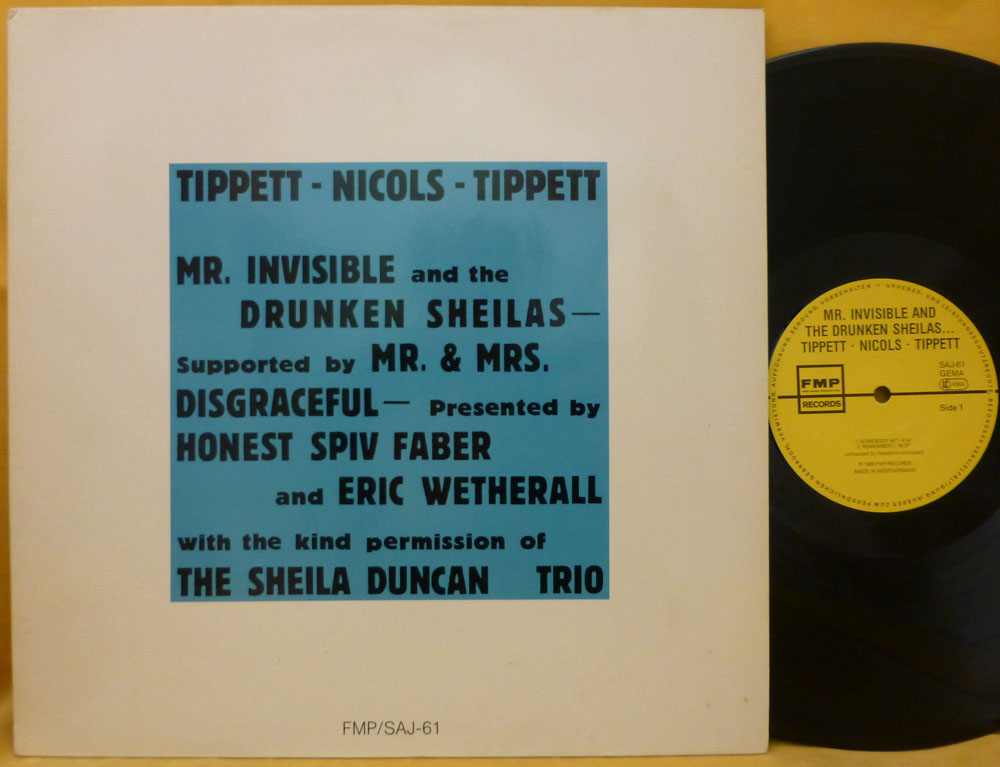 TIPPETT - NICOLS - TIPPETT
MR. INVISIBLE and the
DRUNKEN SHEILAS—
Supported by MR. & MRS.
DISGRACEFUL— Presented by
HONEST SPIV FABER
and ERIC WETHERALL
with the kind permission of
THE SHEILA DUNCAN TRIO
FMP/SAJ-61
MR. INVISIBLE AND
THE DRUNKEN SHEILAS...
TIPPETT · NICOLS · TIPPETT
FMP
RECORDS
SAJ-61
GEMA
Side 1
MADE IN WEST-GERMANY